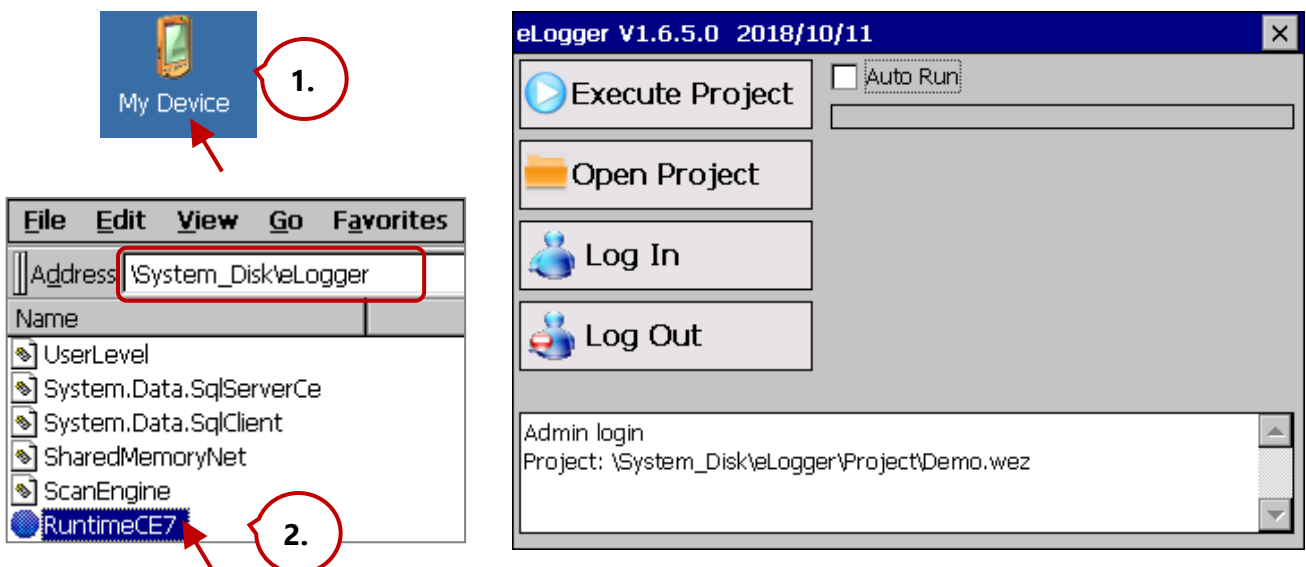 My Device
1.
File Edit View Go Favorites
Address \System_Disk\eLogger
Name
UserLevel
System.Data.SqlServerCe
System.Data.SqlClient
SharedMemoryNet
ScanEngine
RuntimeCE7
2.
eLogger V1.6.5.0 2018/10/11
Execute Project
Auto Run
Open Project
Log In
Log Out
Admin login
Project: \System_Disk\eLogger\Project\Demo.wez